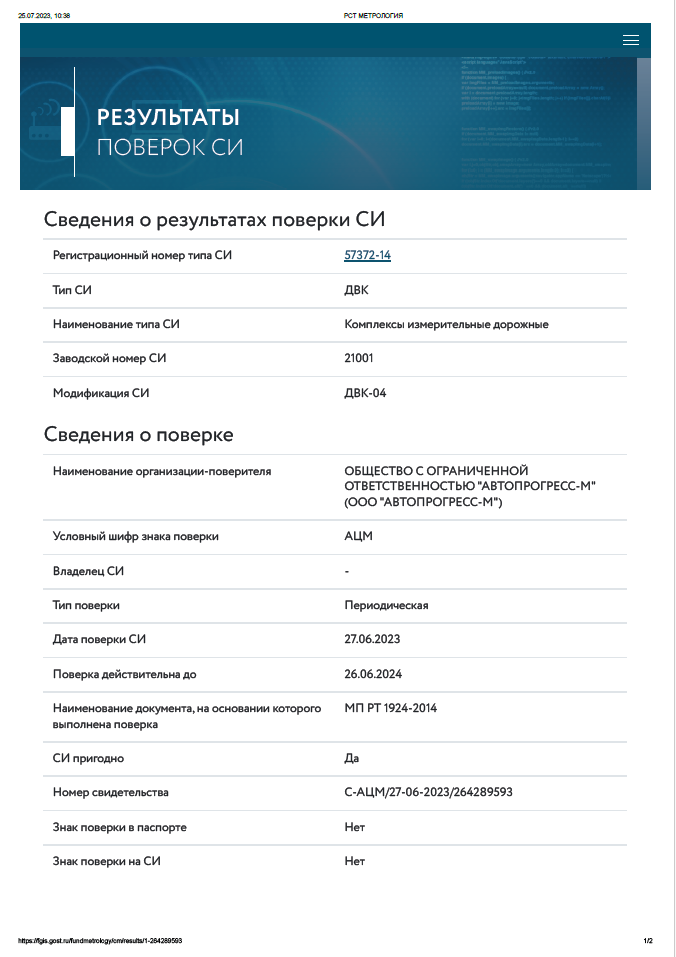 25.07.2023, 10:38
РСТ МЕТРОЛОГИЯ
РЕЗУЛЬТАТЫ
ПОВЕРОК СИ
Сведения о результатах поверки СИ
Регистрационный номер типа СИ 57372-14
Тип СИ ДВК
Наименование типа СИ Комплексы измерительные дорожные
Заводской номер СИ 21001
Модификация СИ ДВК-04
Сведения о поверке
Наименование организации-поверителя ОБЩЕСТВО С ОГРАНИЧЕННОЙ
ОТВЕТСТВЕННОСТЬЮ "АВТОПРОГРЕСС-М"
(ООО "АВТОПРОГРЕСС-М")
Условный шифр знака поверки АЦМ
Владелец СИ -
Тип поверки Периодическая
Дата поверки СИ 27.06.2023
Поверка действительна до 26.06.2024
Наименование документа, на основании которого МП РТ 1924-2014
выполнена поверка
СИ пригодно Да
Номер свидетельства С-АЦМ/27-06-2023/264289593
Знак поверки в паспорте Нет
Знак поверки на СИ Нет
https://fgis.gost.ru/fundmetrology/cm/results/1-264289593
1/2